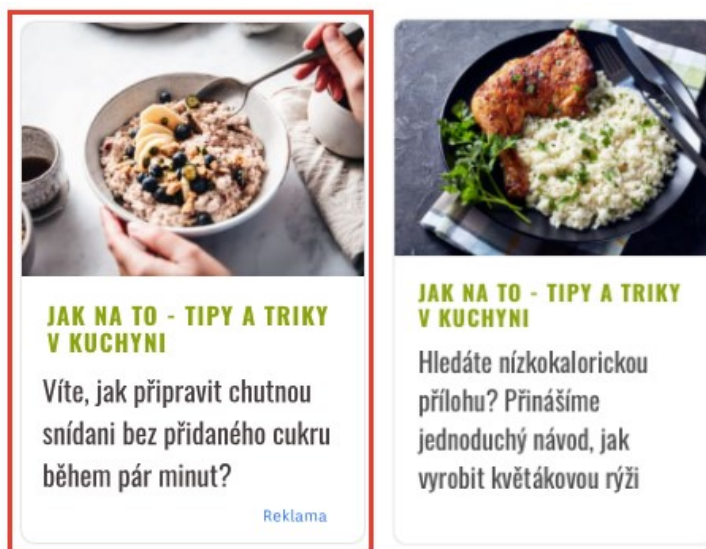 JAK NA TO - TIPY A TRIKY
V KUCHYNI
Víte, jak připravit chutnou
snídani bez přidaného cukru
během pár minut?
Reklama
JAK NA TO - TIPY A TRIKY
V KUCHYNI
Hledáte nízkokalorickou
přílohu? Přinášíme
jednoduchý návod, jak
vyrobit květákovou rýži